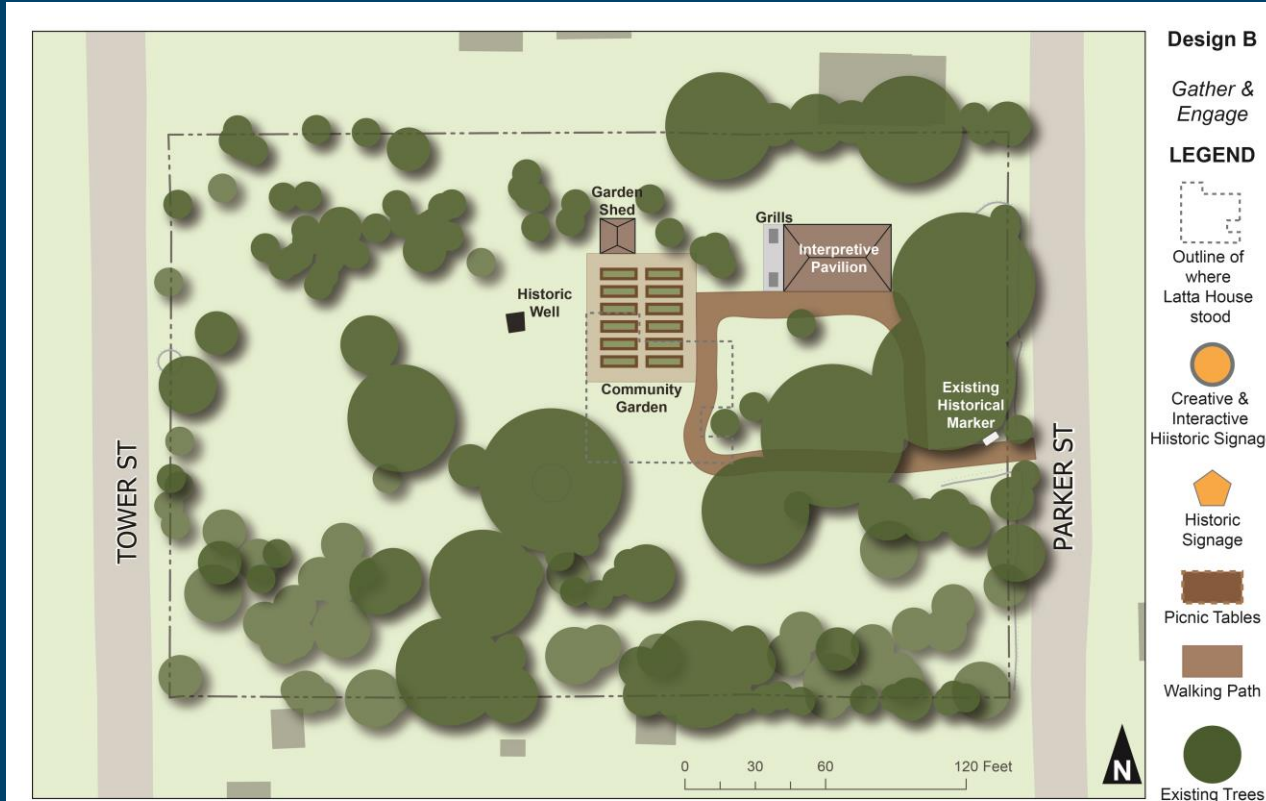 Design B
Gather &
Engage
LEGEND
Outline of
where
Latta House
stood
Creative &
Interactive
Hiistoric Signag
Historic
Signage
Picnic Tables
Walking Path
Existing Trees
Garden
Shed
Grills
Interpretive
Pavilion
Historic
Well
Community
Garden
Existing
Historical
Marker
TOWER ST
PARKER ST
0 30 60 120 Feet
N